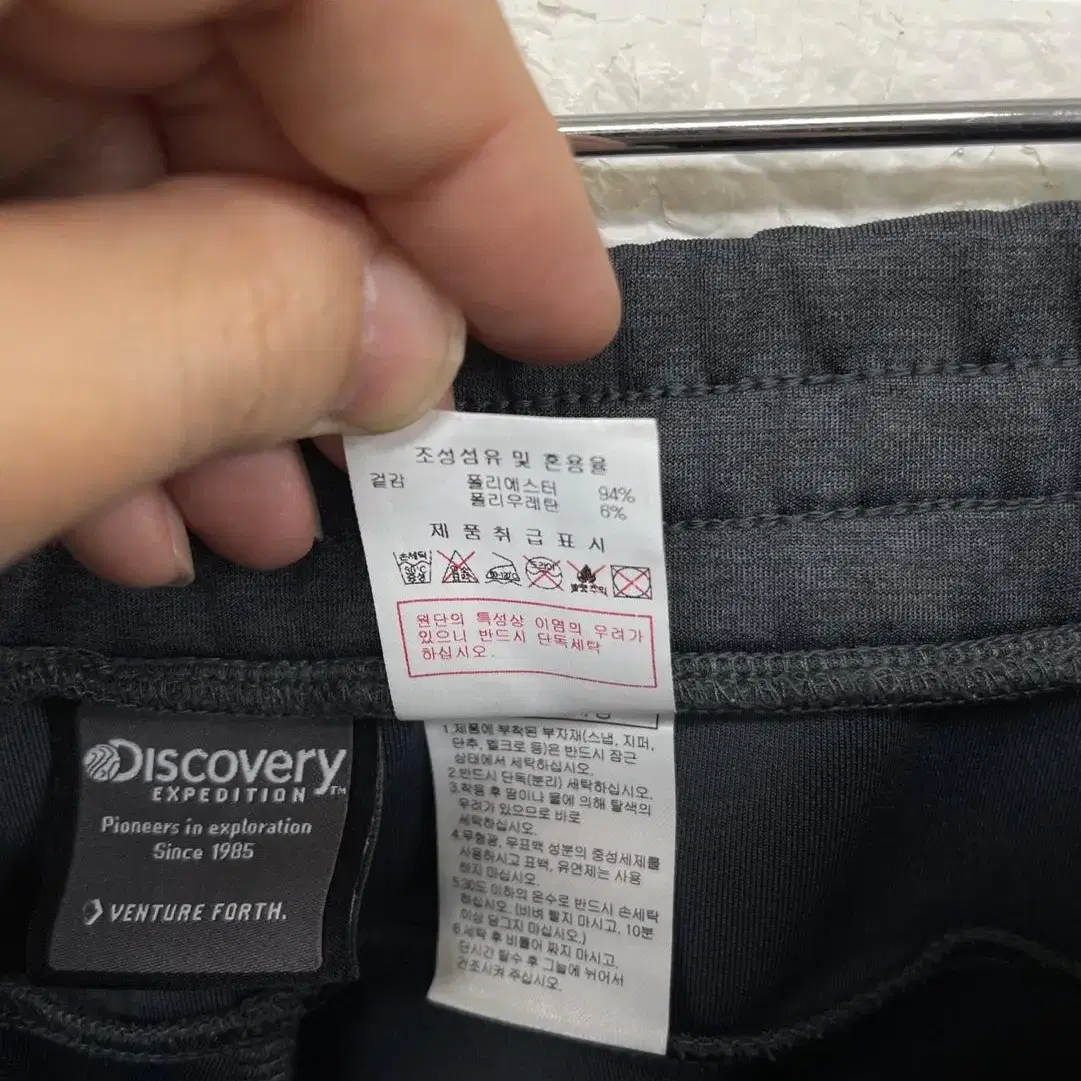 조성섬유 및 혼용율
겉감 폴리에스터 94%
폴리우레탄 6%
제 품 취 급 표 시
손세탁
30℃
중성
드라이
원단의 특성상 이염의 우려가
있으니 반드시 단독세탁
하십시오.
1.제품에 부착된 부자재(스냅, 지퍼,
단추, 벨크로 등)은 반드시 잠근
상태에서 세탁하십시오.
2.반드시 단독(분리) 세탁하십시오.
3.착용 후 땀이나 물에 의해 탈색의
우려가 있으므로 바로
세탁하십시오.
4.무형광, 무표백 성분의 중성세제를
사용하시고 표백, 유연제는 사용
하지 마십시오.
5.30도 이하의 온수로 반드시 손세탁
하십시오. (비벼 빨지 마시고, 10분
이상 담그지 마십시오.)
6.세탁 후 비틀어 짜지 마시고,
단시간 탈수 후 그늘에 뉘어서
건조시켜 주십시오.
DISCOVERY™
EXPEDITION
Pioneers in exploration
Since 1985
VENTURE FORTH.